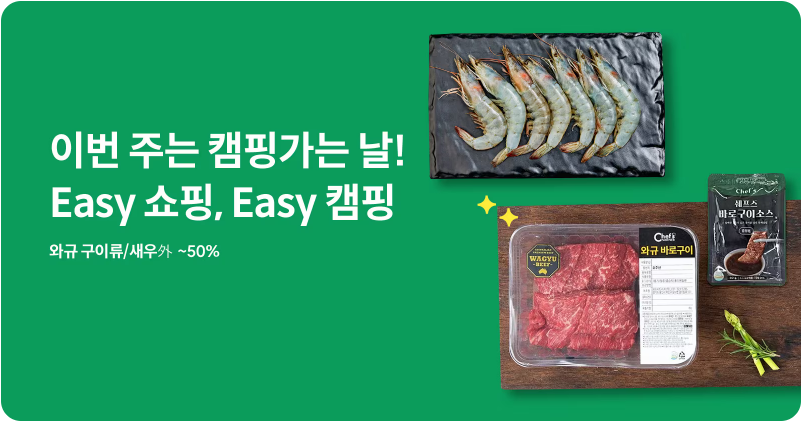 이번 주는 캠핑가는 날!
Easy 쇼핑, Easy 캠핑
와규 구이류/새우外 ~50%
Chef's
와규 바로구이
WAGYU
BEEF
Chef's
쉐프스
바로구이소스